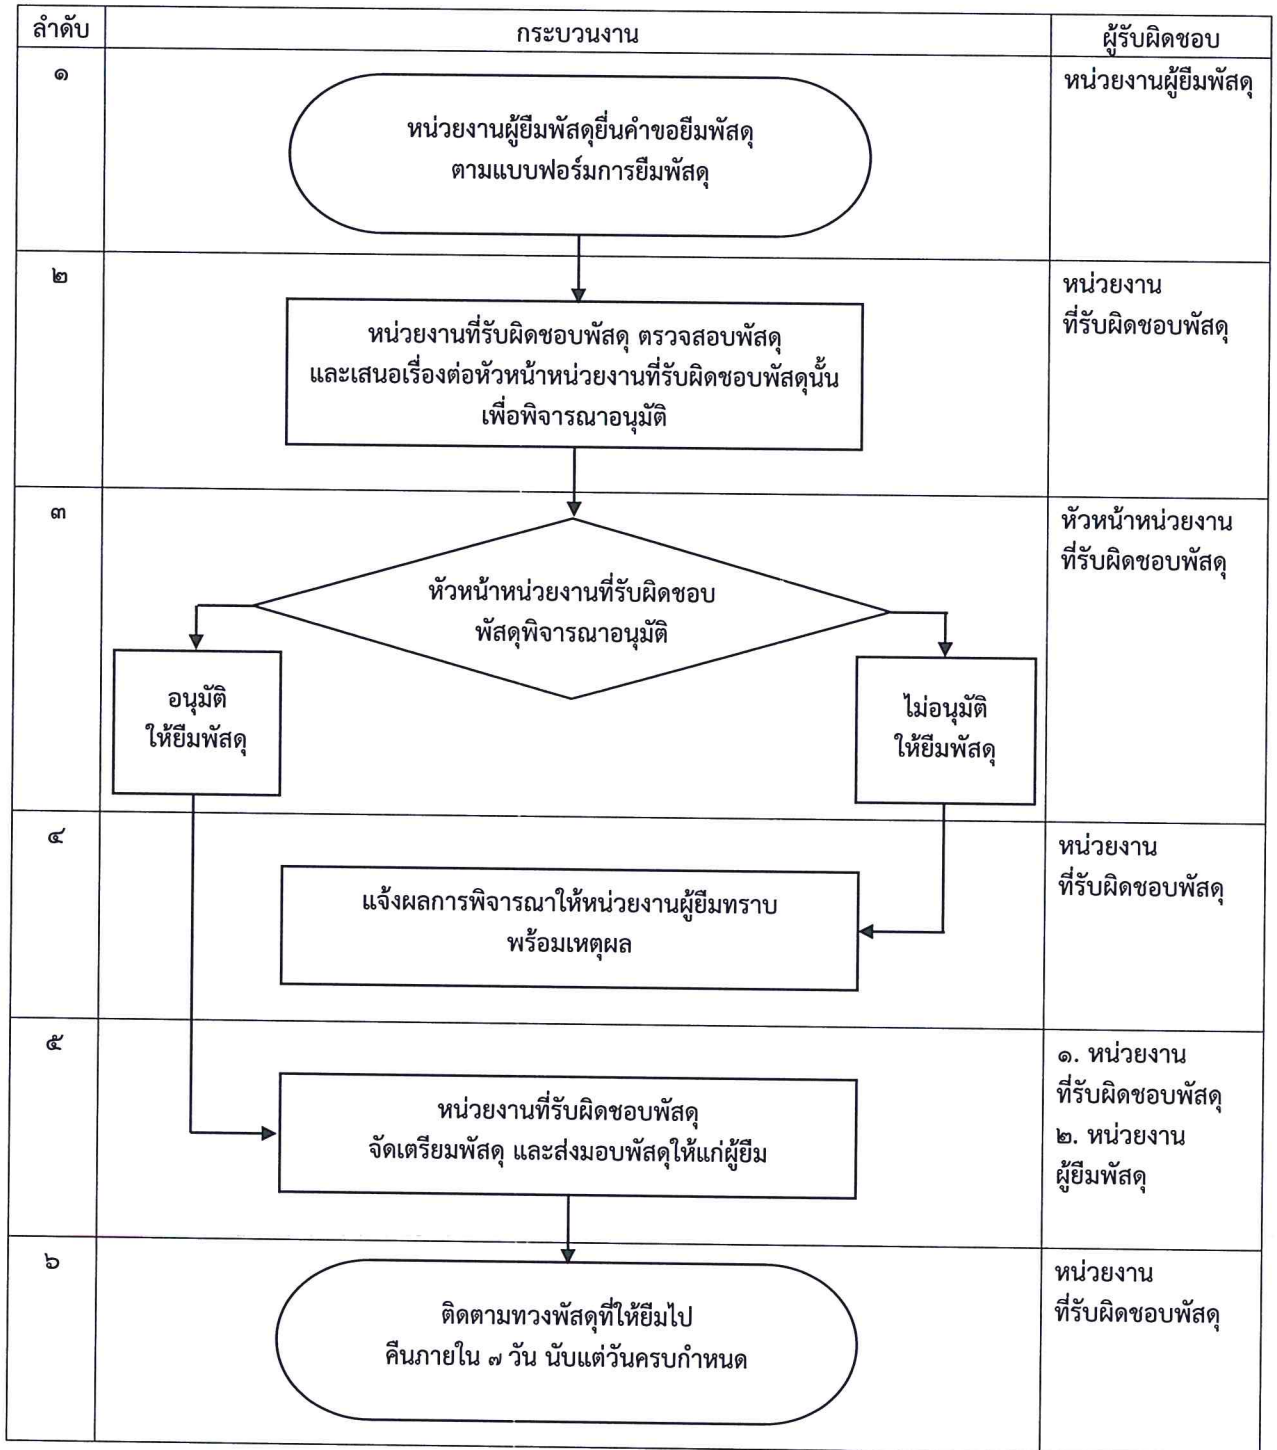 ลำดับ
กระบวนงาน
ผู้รับผิดชอบ
๑
หน่วยงานผู้ยืมพัสดุยื่นคำขอยืมพัสดุ
ตามแบบฟอร์มการยืมพัสดุ
หน่วยงานผู้ยืมพัสดุ
๒
หน่วยงานที่รับผิดชอบพัสดุ ตรวจสอบพัสดุ
และเสนอเรื่องต่อหัวหน้าหน่วยงานที่รับผิดชอบพัสดุนั้น
เพื่อพิจารณาอนุมัติ
หน่วยงาน
ที่รับผิดชอบพัสดุ
๓
หัวหน้าหน่วยงานที่รับผิดชอบ
พัสดุพิจารณาอนุมัติ
อนุมัติ
ให้ยืมพัสดุ
ไม่อนุมัติ
ให้ยืมพัสดุ
หัวหน้าหน่วยงาน
ที่รับผิดชอบพัสดุ
๔
แจ้งผลการพิจารณาให้หน่วยงานผู้ยืมทราบ
พร้อมเหตุผล
หน่วยงาน
ที่รับผิดชอบพัสดุ
๕
หน่วยงานที่รับผิดชอบพัสดุ
จัดเตรียมพัสดุ และส่งมอบพัสดุให้แก่ผู้ยืม
๑. หน่วยงาน
ที่รับผิดชอบพัสดุ
๒. หน่วยงาน
ผู้ยืมพัสดุ
๖
ติดตามทวงพัสดุที่ให้ยืมไป
คืนภายใน ๗ วัน นับแต่วันครบกำหนด
หน่วยงาน
ที่รับผิดชอบพัสดุ